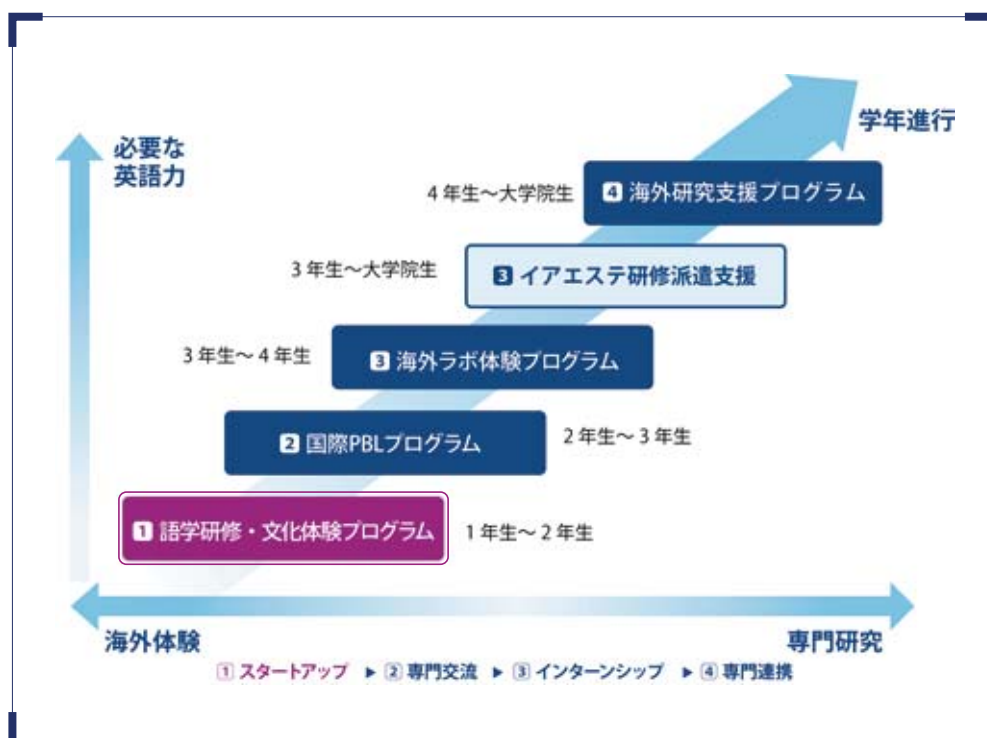 学年進行
必要な
英語力
4年生～大学院生
4 海外研究支援プログラム
3年生～大学院生
3 イアエステ研修派遣支援
3年生～4年生
3 海外ラボ体験プログラム
2 国際PBLプログラム
2年生～3年生
1 語学研修・文化体験プログラム
1年生～2年生
海外体験
専門研究
1 スタートアップ ▶ 2 専門交流 ▶ 3 インターンシップ ▶ 4 専門連携